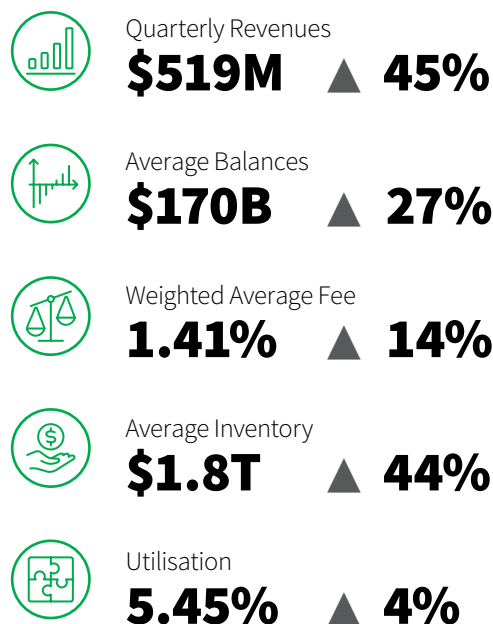 Quarterly Revenues
$519M ▲ 45%
Average Balances
$170B ▲ 27%
Weighted Average Fee
1.41% ▲ 14%
Average Inventory
$1.8T ▲ 44%
Utilisation
5.45% ▲ 4%